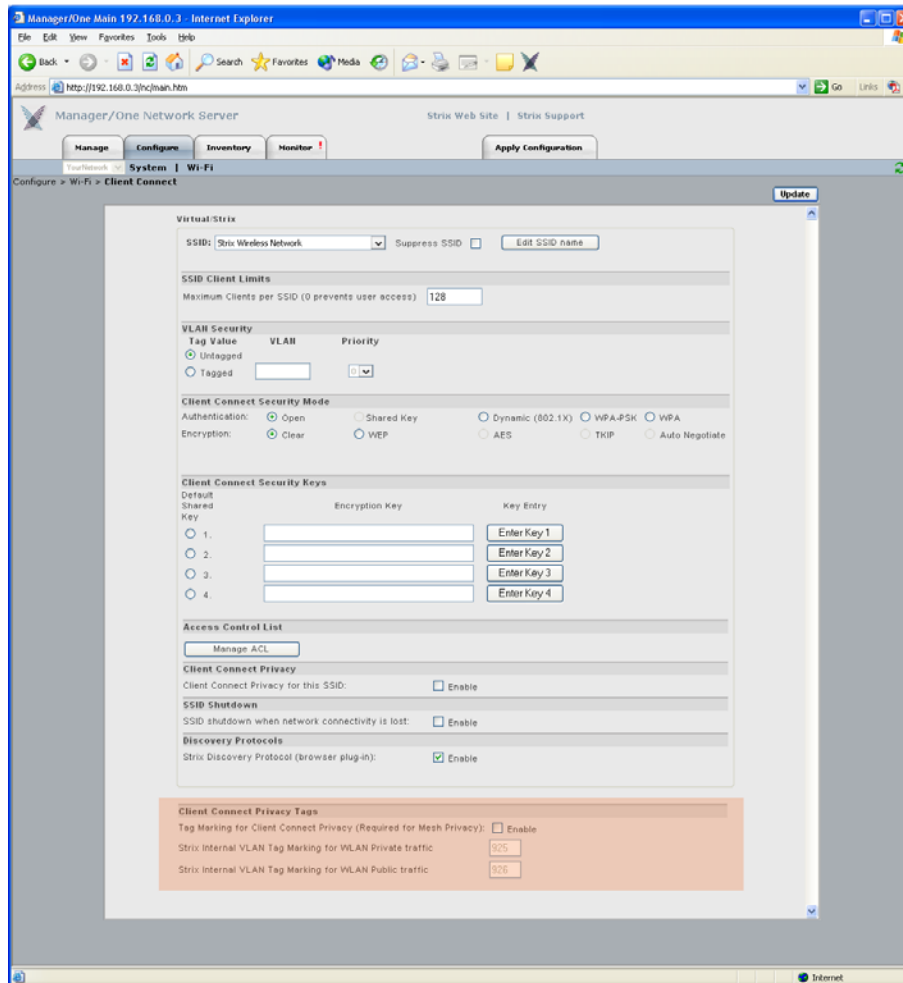 Manager/One Main 192.168.0.3 - Internet Explorer
File Edit View Favorites Tools Help
Back Search Favorites Media
Address http://192.168.0.3/nc/main.htm Go Links
Manager/One Network Server Strix Web Site | Strix Support
Manage Configure Inventory Monitor ! Apply Configuration
YourNetwork System | Wi-Fi
Configure > Wi-Fi > Client Connect
Update
Virtual/Strix
SSID: Strix Wireless Network Suppress SSID Edit SSID name
SSID Client Limits
Maximum Clients per SSID (0 prevents user access) 128
VLAN Security
Tag Value VLAN Priority
Untagged
Tagged 0
Client Connect Security Mode
Authentication: Open Shared Key Dynamic (802.1X) WPA-PSK WPA
Encryption: Clear WEP AES TKIP Auto Negotiate
Client Connect Security Keys
Default
Shared Encryption Key Key Entry
Key
1. Enter Key 1
2. Enter Key 2
3. Enter Key 3
4. Enter Key 4
Access Control List
Manage ACL
Client Connect Privacy
Client Connect Privacy for this SSID: Enable
SSID Shutdown
SSID shutdown when network connectivity is lost: Enable
Discovery Protocols
Strix Discovery Protocol (browser plug-in): Enable
Client Connect Privacy Tags
Tag Marking for Client Connect Privacy (Required for Mesh Privacy): Enable
Strix Internal VLAN Tag Marking for WLAN Private traffic 925
Strix Internal VLAN Tag Marking for WLAN Public traffic 926
Internet